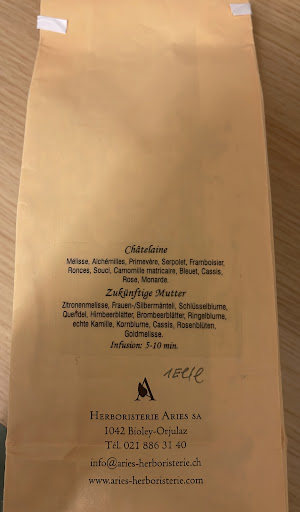 Châtelaine
Mélisse, Alchémilles, Primevère, Serpolet, Framboisier,
Ronces, Souci, Camomille matricaire, Bleuet, Cassis,
Rose, Monarde.
Zukünftige Mutter
Zitronenmelisse, Frauen-/Silbermänteli, Schlüsselblume,
Quendel, Himbeerblätter, Brombeerblätter, Ringelblume,
echte Kamille, Kornblume, Cassis, Rosenblüten,
Goldmelisse.
Infusion: 5-10 min.
A
HERBORISTERIE ARIES SA
1042 Bioley-Orjulaz
Tél. 021 886 31 40
info@aries-herboristerie.ch
www.aries-herboristerie.com